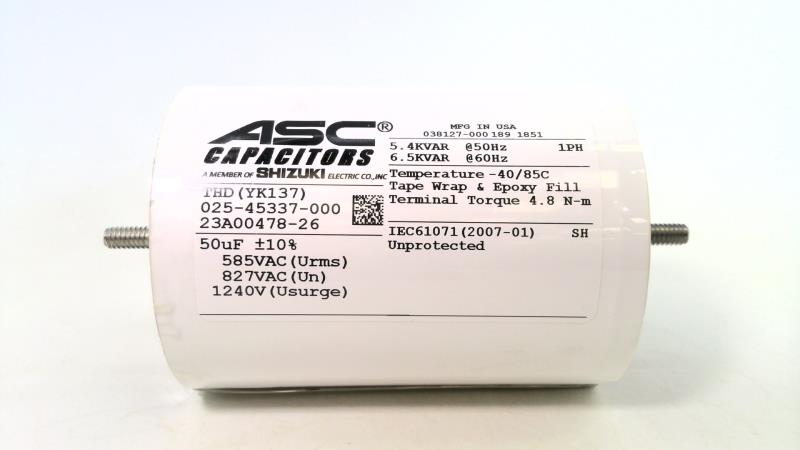 ASC®
CAPACITORS
A MEMBER OF SHIZUKI ELECTRIC CO., INC
THD(YK137)
025-45337-000
23A00478-26
50uF ±10%
585VAC(Urms)
827VAC(Un)
1240V(Usurge)
MFG IN USA
038127-000 189 1851
5.4KVAR @50Hz 1PH
6.5KVAR @60Hz
Temperature -40/85C
Tape Wrap & Epoxy Fill
Terminal Torque 4.8 N-m
IEC61071(2007-01) SH
Unprotected